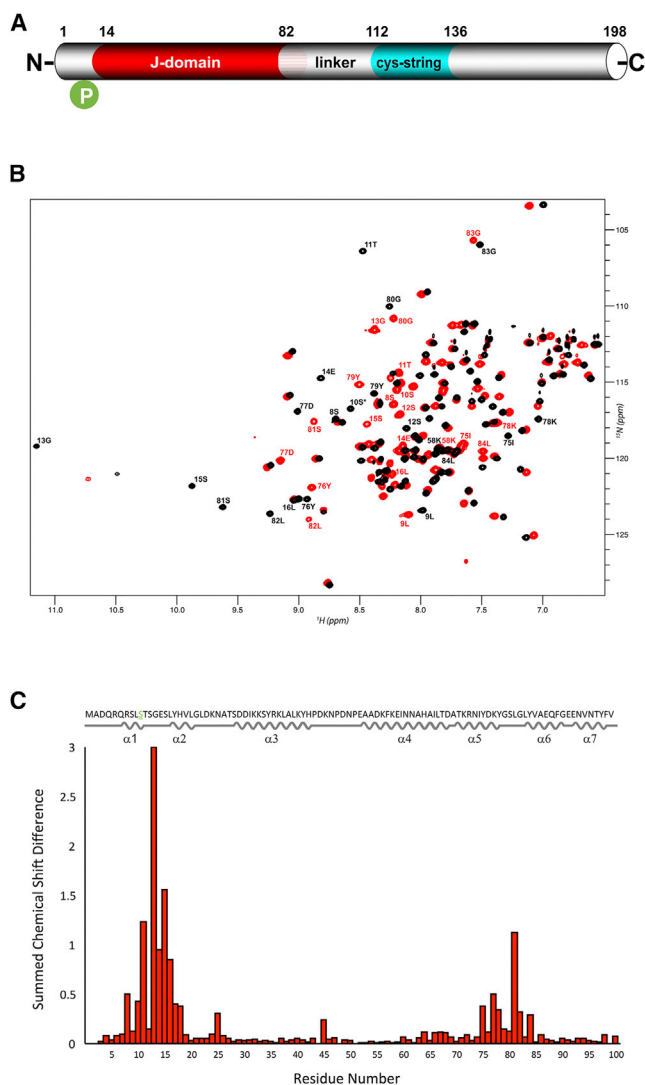 A
1 14 82 112 136 198
N J-domain linker cys-string C
P
B
83G
83G
11T
80G
80G
13G
11T
14E
79Y
79Y
10S
8S
10S*
77D
8S
12S
12S
78K
78K
81S
15S
75I
75I
13G
14E
58K
58K
84L
84L
77D
16L
15S
76Y
16L
76Y
81S
82L
82L
9L
9L
105
110
115
120
125
15N (ppm)
11.0 10.5 10.0 9.5 9.0 8.5 8.0 7.5 7.0
1H (ppm)
C
MADQRQRSLSTSGESLYHVLGLDKNATSDDIKKSYRKLALKYHPDKNPDNPEAADKFKEINNAHAILTDATKRNIYDKYGSLGLYVAEQFGEENVNTYFV
α1 α2 α3 α4 α5 α6 α7
3
2.5
2
1.5
1
0.5
0
Summed Chemical Shift Difference
5 10 15 20 25 30 35 40 45 50 55 60 65 70 75 80 85 90 95 100
Residue Number